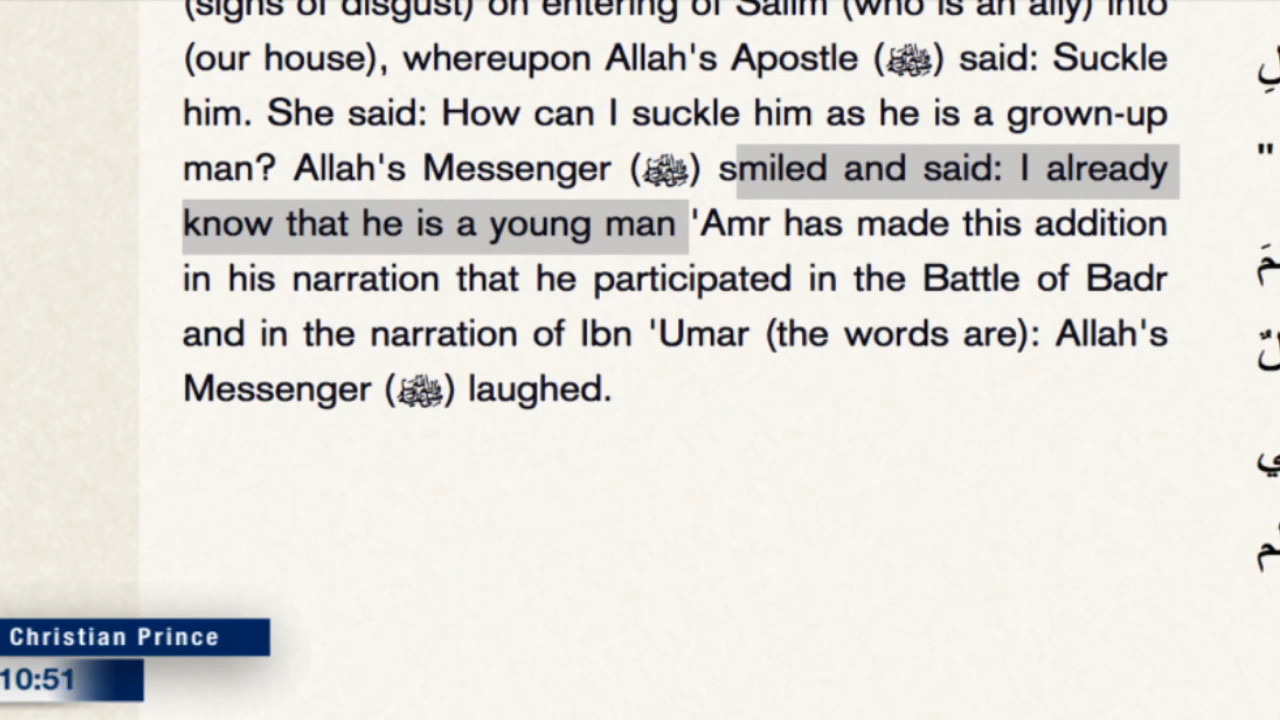 (signs of disgust) on entering of Salim (who is an ally) into
(our house), whereupon Allah's Apostle (ﷺ) said: Suckle
him. She said: How can I suckle him as he is a grown-up
man? Allah's Messenger (ﷺ) smiled and said: I already
know that he is a young man 'Amr has made this addition
in his narration that he participated in the Battle of Badr
and in the narration of Ibn 'Umar (the words are): Allah's
Messenger (ﷺ) laughed.
Christian Prince
10:51